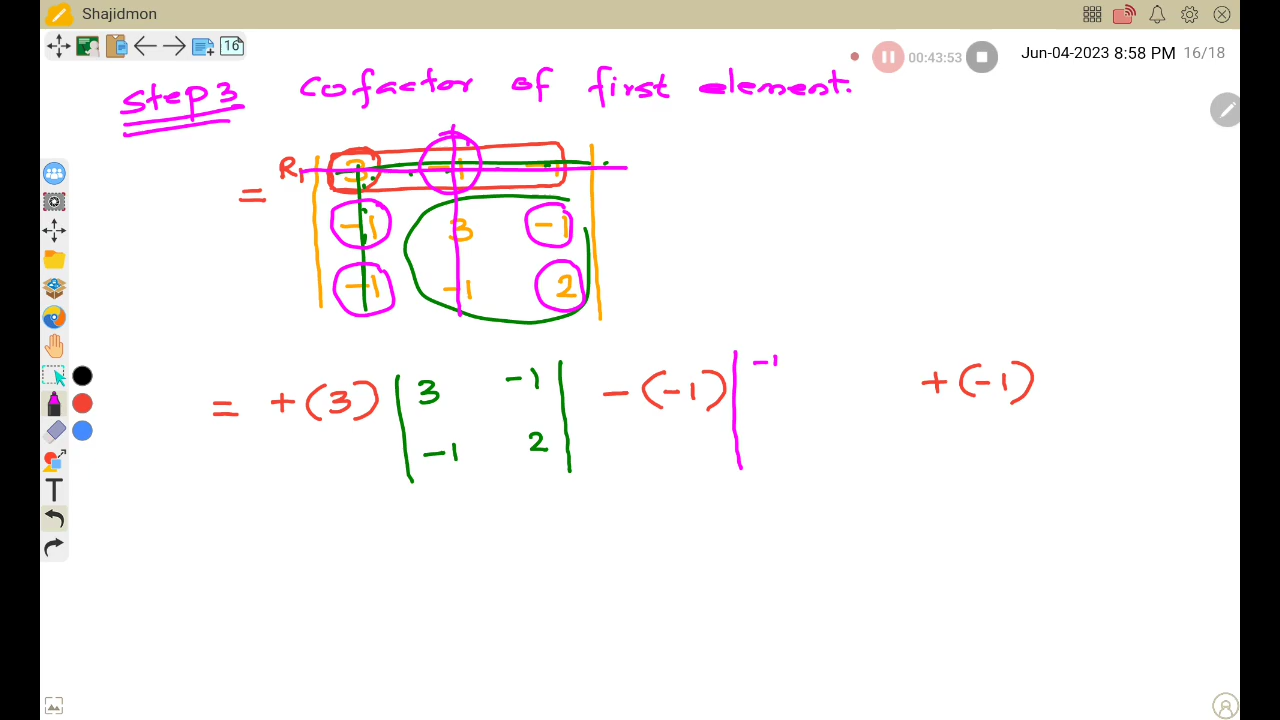 Shajidmon
16
00:43:53
Jun-04-2023 8:58 PM 16/18
Step 3 Cofactor of first element.
R1 3 -1 -1
=
-1 3 -1
-1 -1 2
= +(3) | 3 -1 | -(-1) | -1 +(-1)
-1 2
T